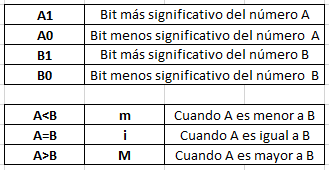 A1 Bit más significativo del número A
A0 Bit menos significativo del número A
B1 Bit más significativo del número B
B0 Bit menos significativo del número B
A<B m Cuando A es menor a B
A=B i Cuando A es igual a B
A>B M Cuando A es mayor a B